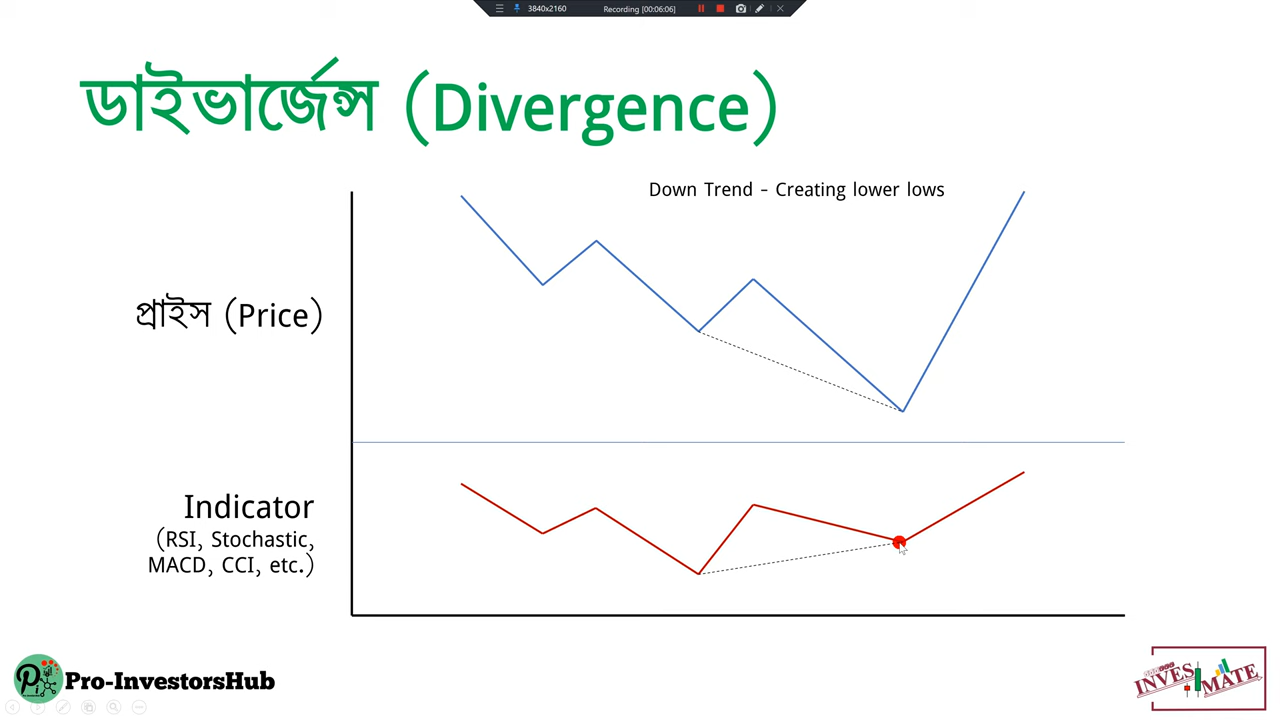 3840x2160 Recording [00:06:06]
ডাইভার্জেন্স (Divergence)
Down Trend - Creating lower lows
প্রাইস (Price)
Indicator
(RSI, Stochastic,
MACD, CCI, etc.)
Pro-InvestorsHub
INVESTMATE